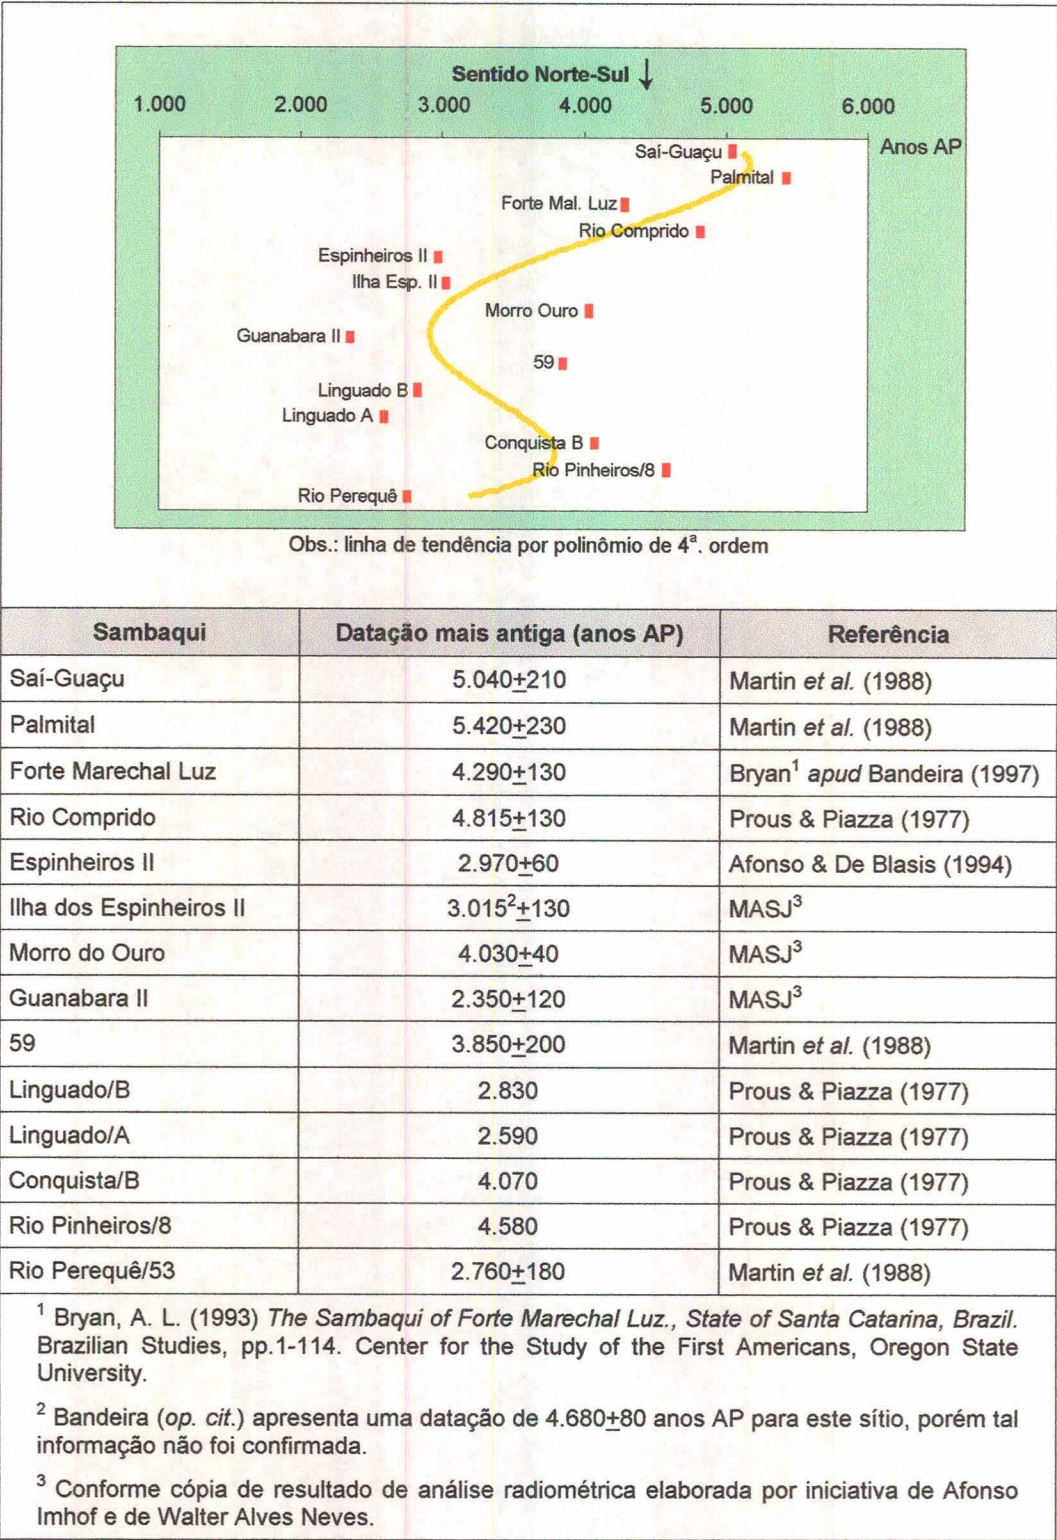 Sentido Norte-Sul ↓
1.000 2.000 3.000 4.000 5.000 6.000
Anos AP
Saí-Guaçu
Palmital
Forte Mal. Luz
Rio Comprido
Espinheiros II
Ilha Esp. II
Morro Ouro
Guanabara II
59
Linguado B
Linguado A
Conquista B
Rio Pinheiros/8
Rio Perequê
Obs.: linha de tendência por polinômio de 4ª. ordem
Sambaqui Datação mais antiga (anos AP) Referência
Saí-Guaçu 5.040±210 Martin et al. (1988)
Palmital 5.420±230 Martin et al. (1988)
Forte Marechal Luz 4.290±130 Bryan¹ apud Bandeira (1997)
Rio Comprido 4.815±130 Prous & Piazza (1977)
Espinheiros II 2.970±60 Afonso & De Blasis (1994)
Ilha dos Espinheiros II 3.015²±130 MASJ³
Morro do Ouro 4.030±40 MASJ³
Guanabara II 2.350±120 MASJ³
59 3.850±200 Martin et al. (1988)
Linguado/B 2.830 Prous & Piazza (1977)
Linguado/A 2.590 Prous & Piazza (1977)
Conquista/B 4.070 Prous & Piazza (1977)
Rio Pinheiros/8 4.580 Prous & Piazza (1977)
Rio Perequê/53 2.760±180 Martin et al. (1988)
¹ Bryan, A. L. (1993) The Sambaqui of Forte Marechal Luz., State of Santa Catarina, Brazil.
Brazilian Studies, pp.1-114. Center for the Study of the First Americans, Oregon State
University.
² Bandeira (op. cit.) apresenta uma datação de 4.680±80 anos AP para este sítio, porém tal
informação não foi confirmada.
³ Conforme cópia de resultado de análise radiométrica elaborada por iniciativa de Afonso
Imhof e de Walter Alves Neves.